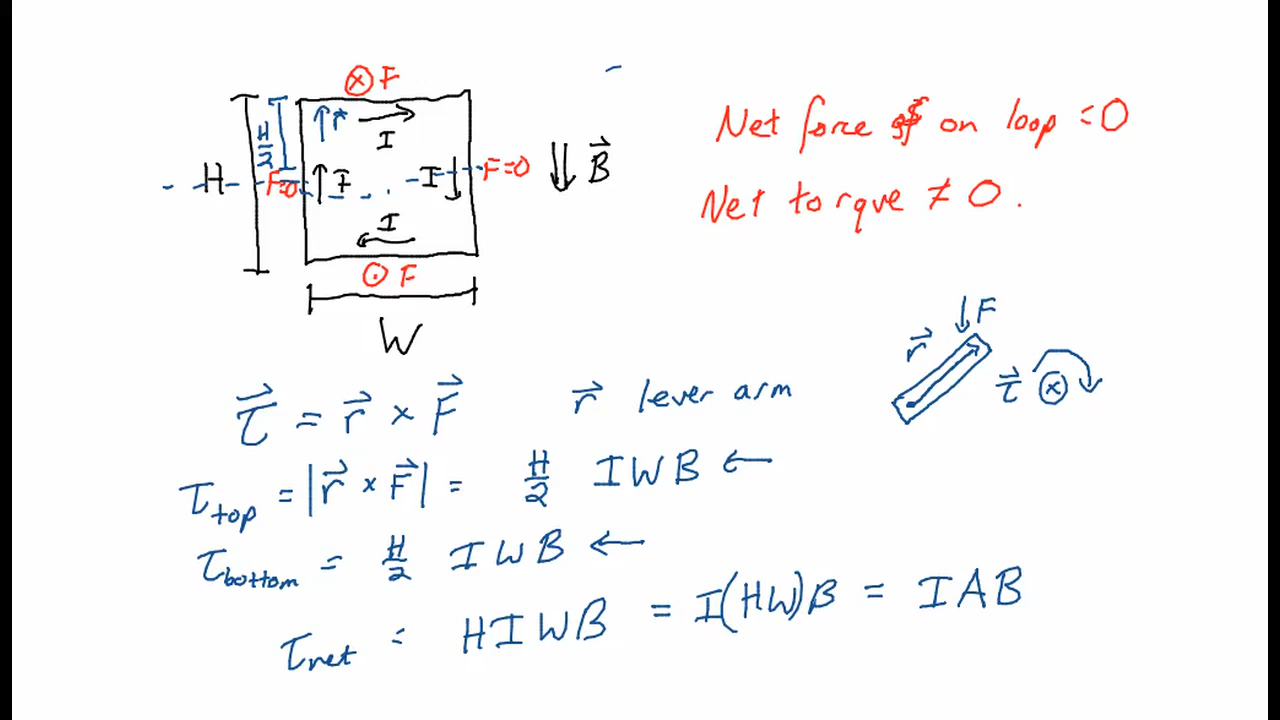 ⊗ F
H
H/2
r⃗
I
F=0
I
I
F=0
I
⊙ F
W
B⃗
Net force of on loop = 0
Net torque ≠ 0.
F
r⃗
τ⃗ ⊗
τ⃗ = r⃗ × F⃗
r⃗ lever arm
τtop = |r⃗ × F⃗| = H/2 IWB ←
τbottom = H/2 IWB ←
τnet = HIWB = I(HW)B = IAB